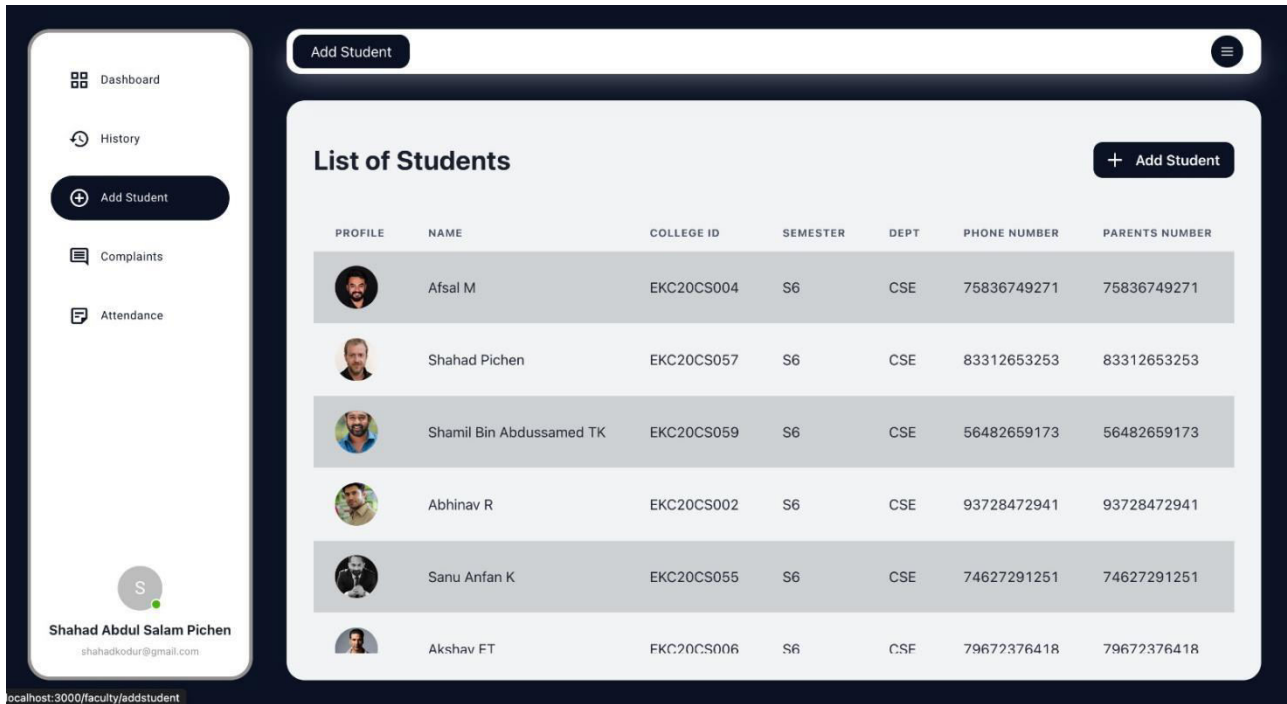 Dashboard
History
Add Student
Complaints
Attendance
S
Shahad Abdul Salam Pichen
shahadkodur@gmail.com
Add Student
List of Students
+ Add Student
PROFILE NAME COLLEGE ID SEMESTER DEPT PHONE NUMBER PARENTS NUMBER
Afsal M EKC20CS004 S6 CSE 75836749271 75836749271
Shahad Pichen EKC20CS057 S6 CSE 83312653253 83312653253
Shamil Bin Abdussamed TK EKC20CS059 S6 CSE 56482659173 56482659173
Abhinav R EKC20CS002 S6 CSE 93728472941 93728472941
Sanu Anfan K EKC20CS055 S6 CSE 74627291251 74627291251
Akshay ET EKC20CS006 S6 CSE 79672376418 79672376418
localhost:3000/faculty/addstudent